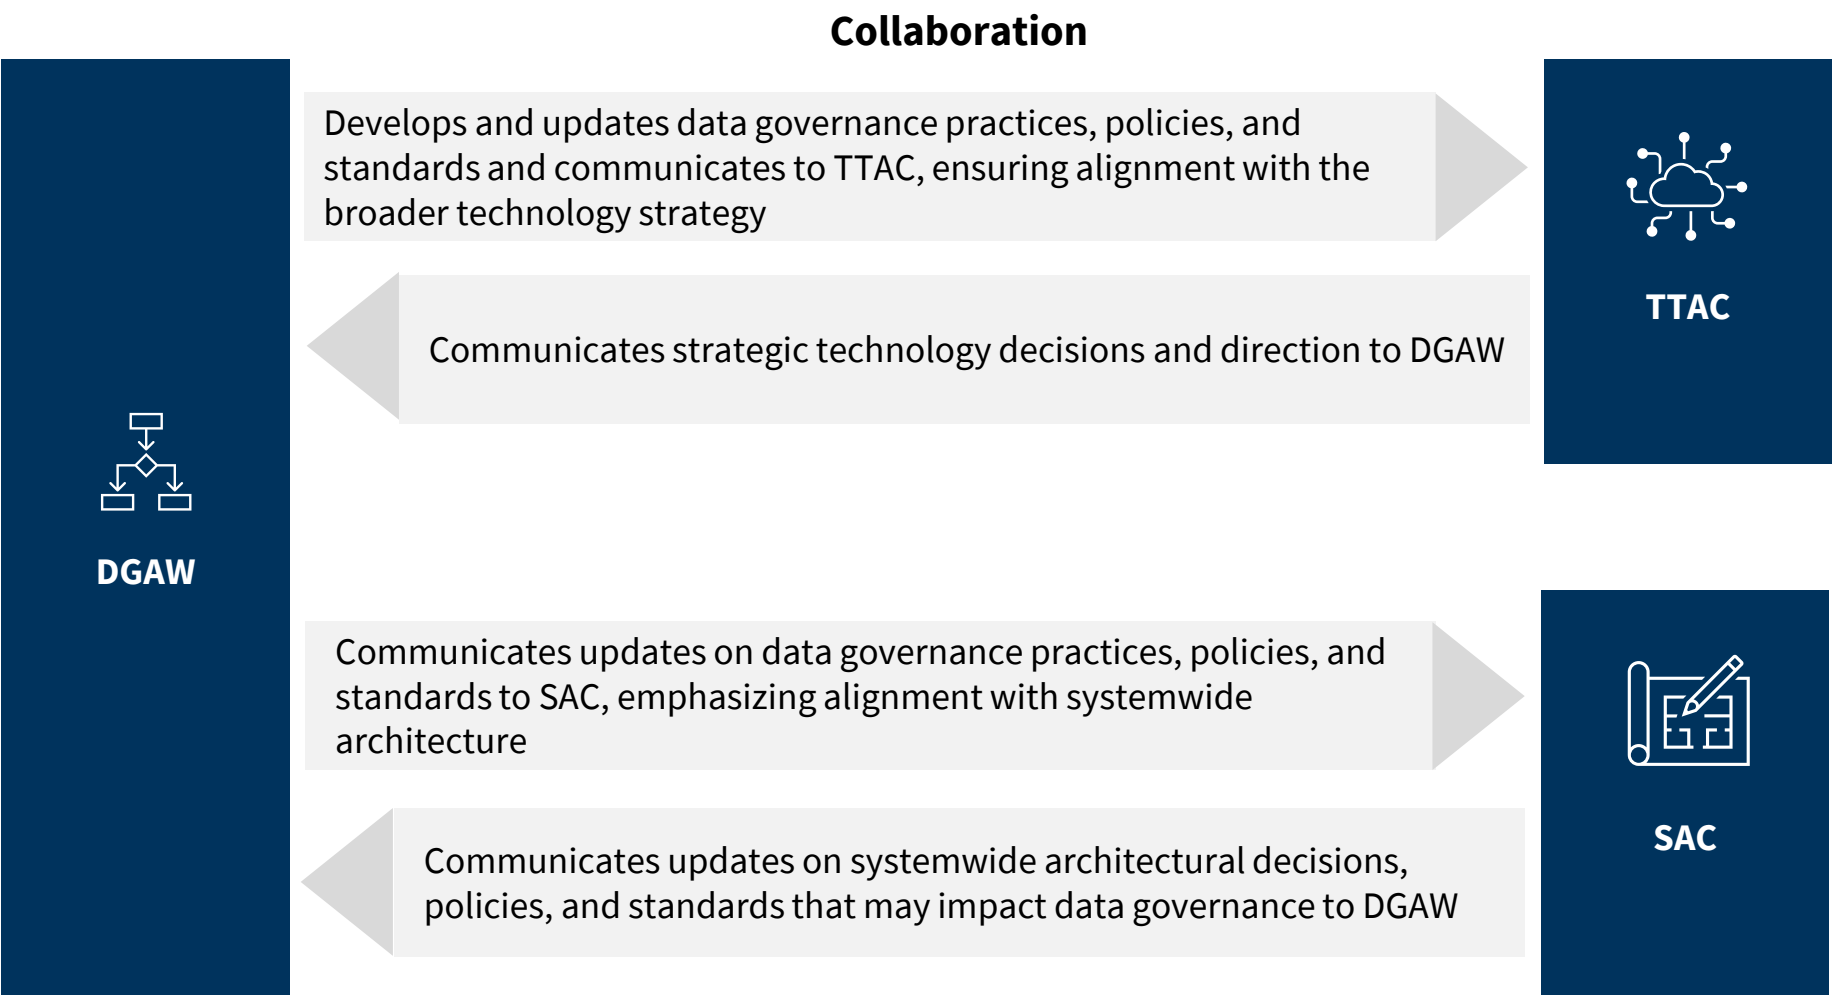 Collaboration
Develops and updates data governance practices, policies, and
standards and communicates to TTAC, ensuring alignment with the
broader technology strategy
Communicates strategic technology decisions and direction to DGAW
TTAC
DGAW
Communicates updates on data governance practices, policies, and
standards to SAC, emphasizing alignment with systemwide
architecture
Communicates updates on systemwide architectural decisions,
policies, and standards that may impact data governance to DGAW
SAC